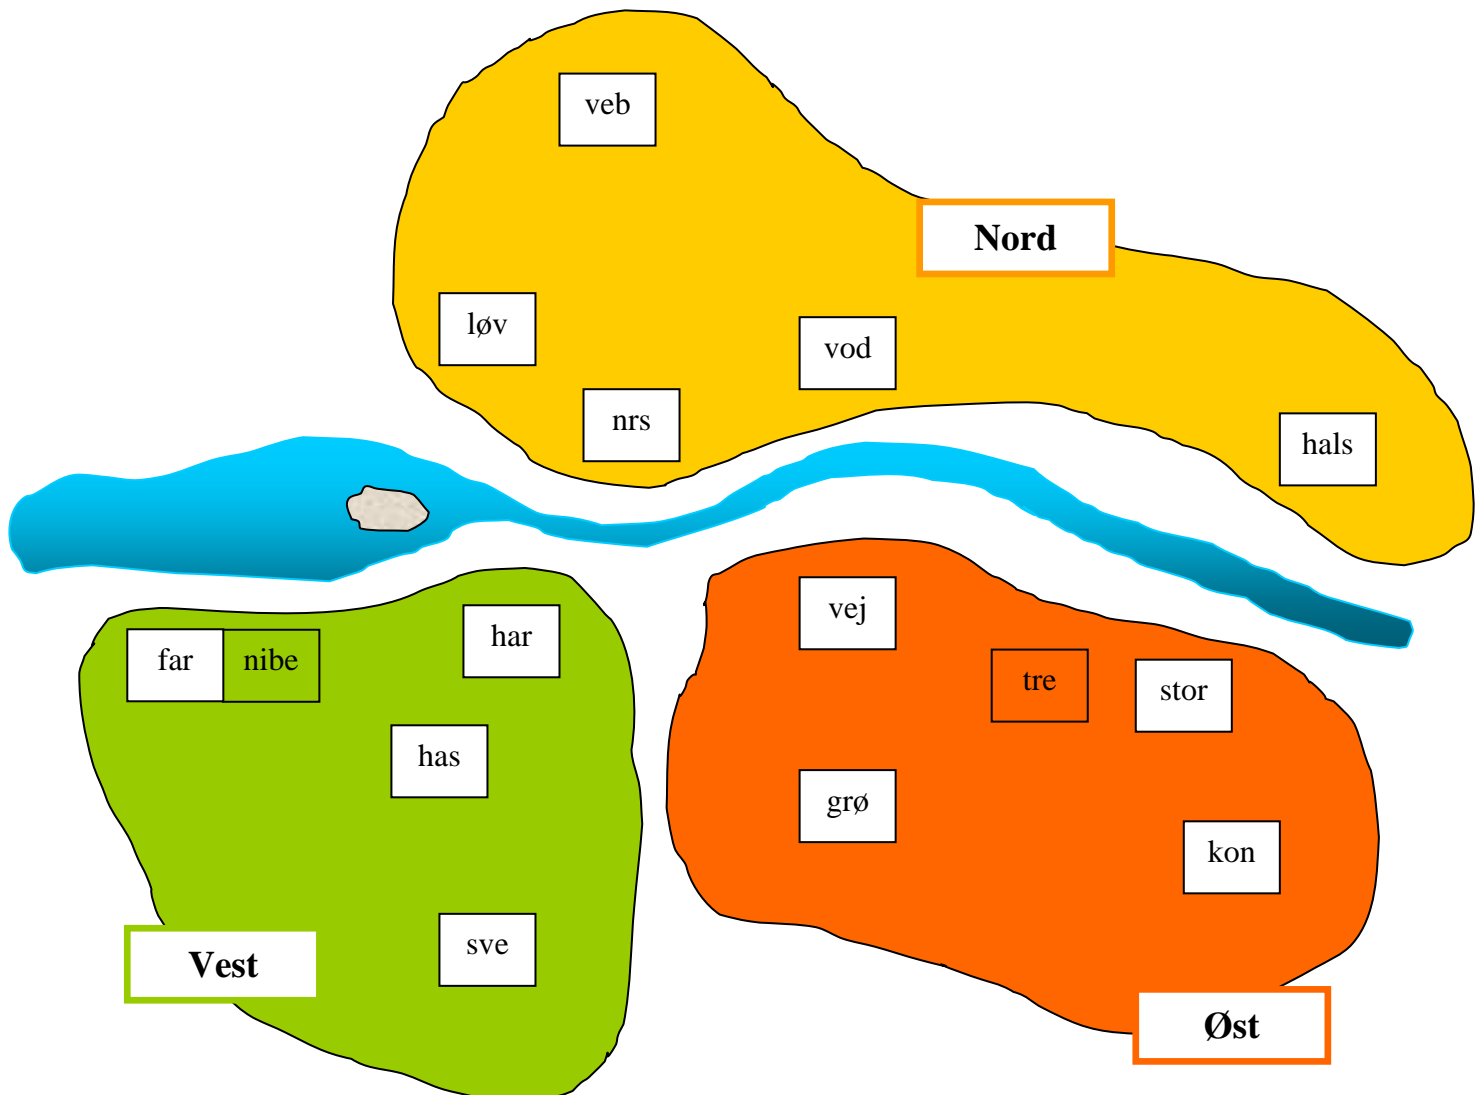 veb
Nord
løv
vod
nrs
hals
vej
har
far nibe
tre
stor
has
grø
kon
sve
Vest
Øst